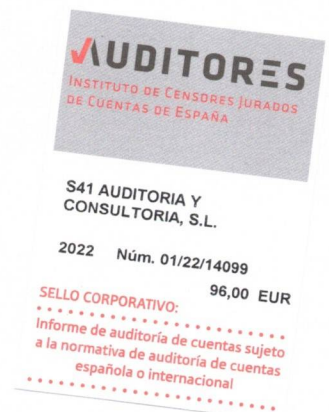 AUDITORES
INSTITUTO DE CENSORES JURADOS
DE CUENTAS DE ESPAÑA
S41 AUDITORIA Y
CONSULTORIA, S.L.
2022 Núm. 01/22/14099
96,00 EUR
SELLO CORPORATIVO:
Informe de auditoría de cuentas sujeto
a la normativa de auditoría de cuentas
española o internacional